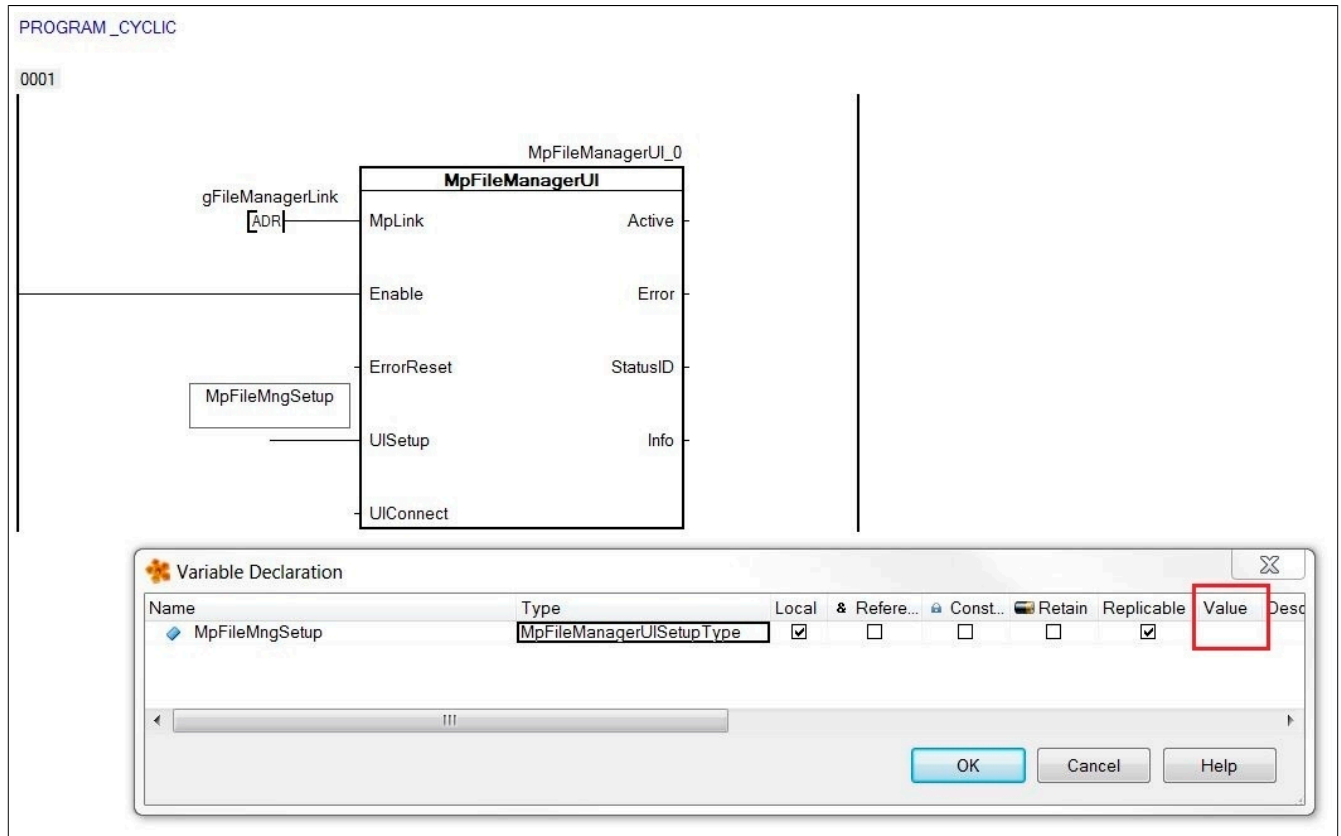 PROGRAM _CYCLIC
0001
MpFileManagerUI_0
MpFileManagerUI
gFileManagerLink
ADR
MpLink Active
Enable Error
ErrorReset StatusID
MpFileMngSetup
UISetup Info
UIConnect
Variable Declaration
Name Type Local & Refere... Const... Retain Replicable Value Desc
MpFileMngSetup MpFileManagerUISetupType
OK Cancel Help